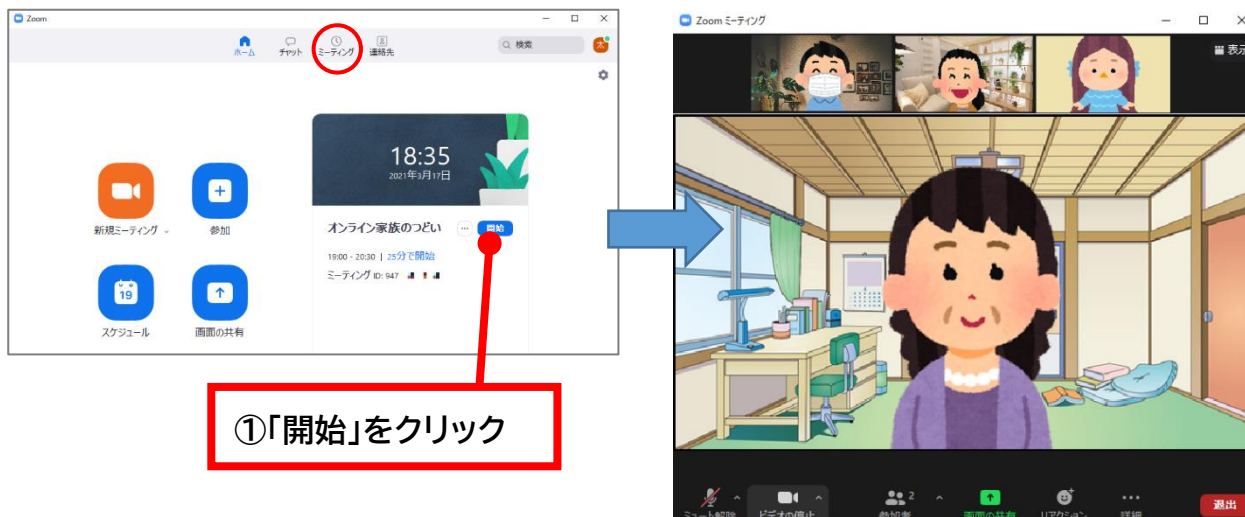 Zoom
ホーム
チャット
ミーティング
連絡先
検索
太
18:35
2021年3月17日
新規ミーティング
参加
オンライン家族のつどい
開始
19:00 - 20:30 | 25分で開始
ミーティング ID: 947
19
スケジュール
画面の共有
①「開始」をクリック
Zoom ミーティング
表示
ミュート解除
ビデオの停止
参加者
2
画面の共有
リアクション
詳細
退出